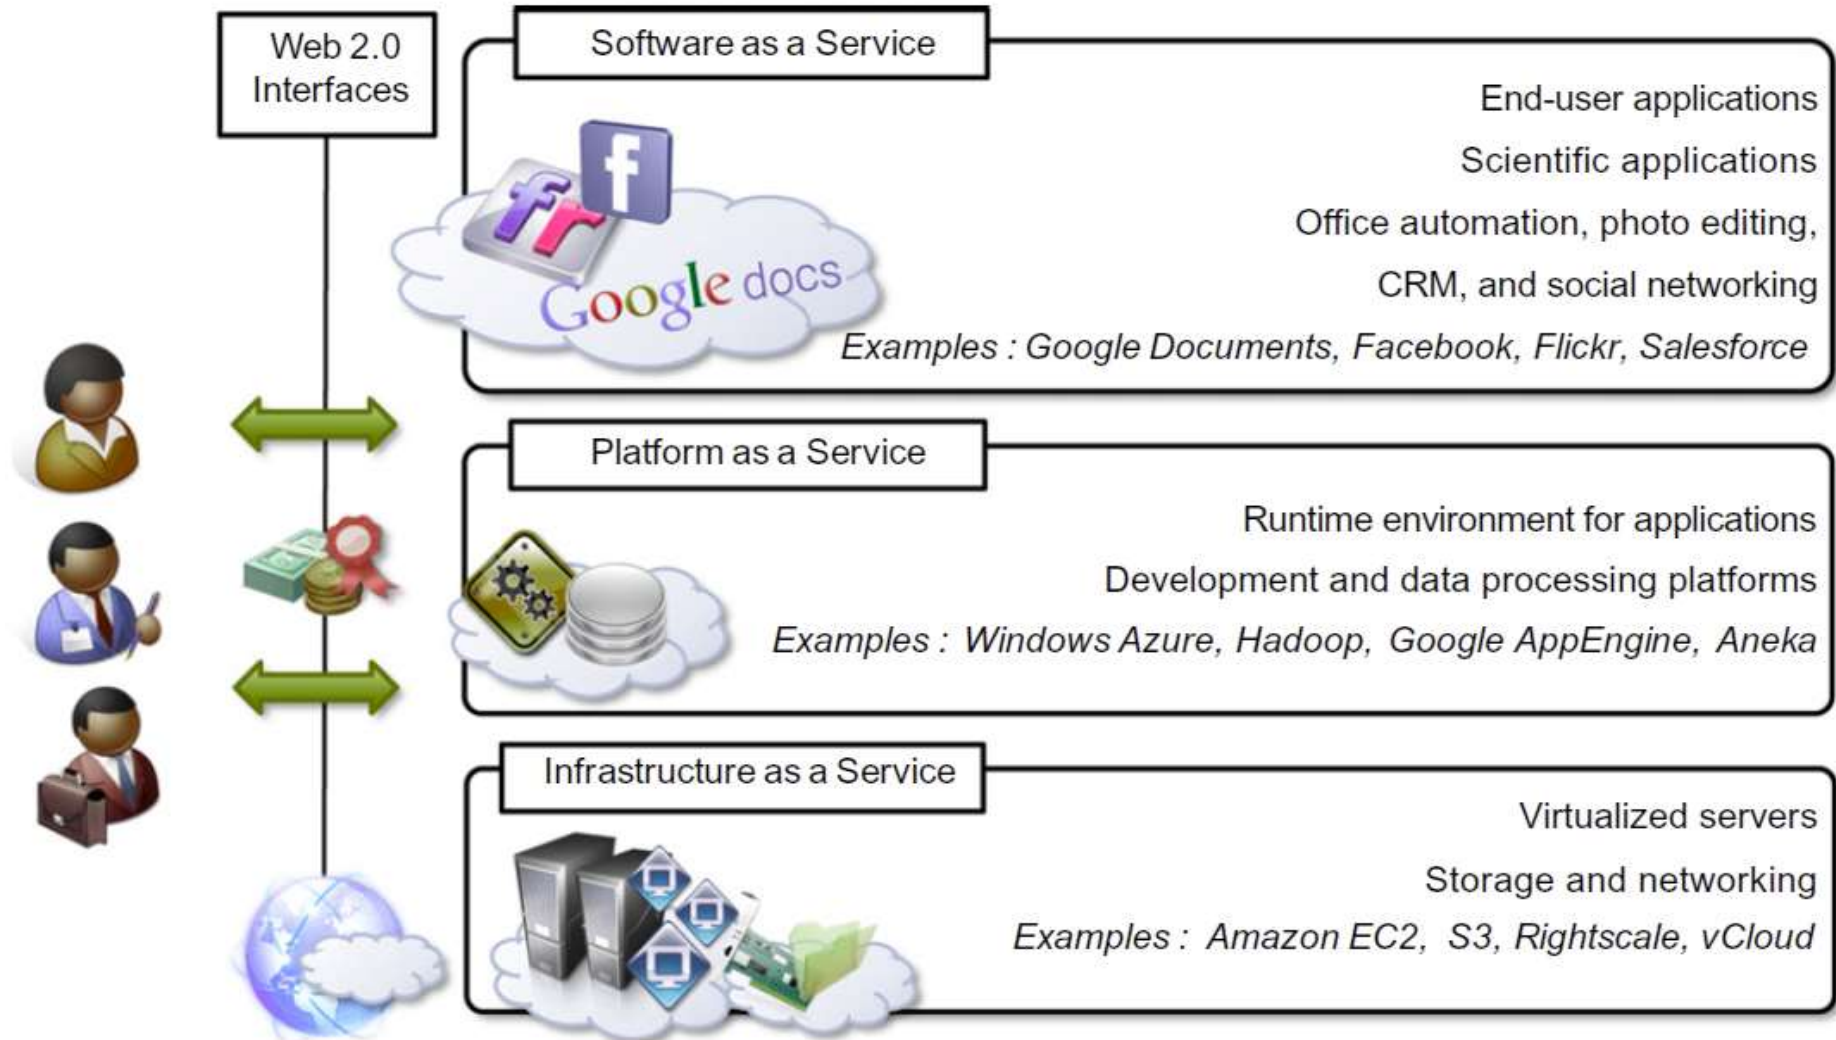 Web 2.0
Interfaces
Software as a Service
End-user applications
Scientific applications
Office automation, photo editing,
CRM, and social networking
Examples : Google Documents, Facebook, Flickr, Salesforce
f
fr
Google docs
Platform as a Service
Runtime environment for applications
Development and data processing platforms
Examples : Windows Azure, Hadoop, Google AppEngine, Aneka
Infrastructure as a Service
Virtualized servers
Storage and networking
Examples : Amazon EC2, S3, Rightscale, vCloud